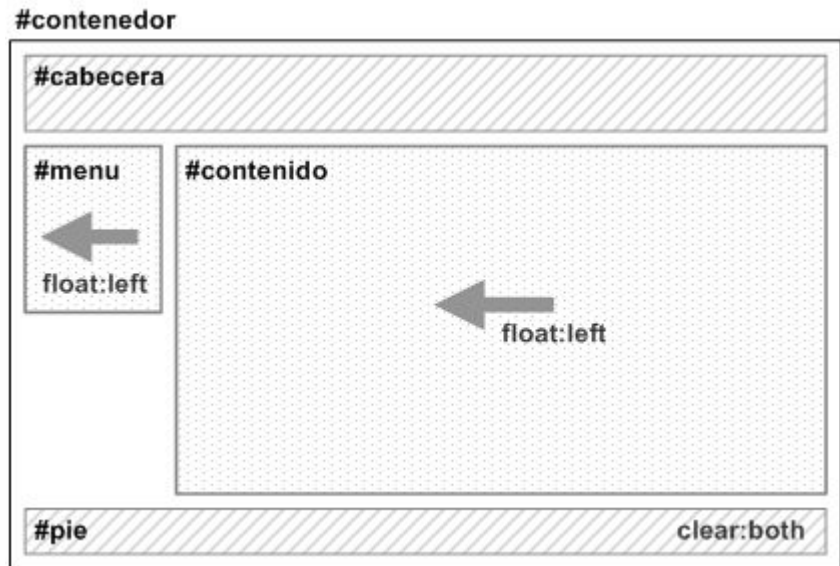 #contenedor
#cabecera
#menu
float:left
#contenido
float:left
#pie
clear:both